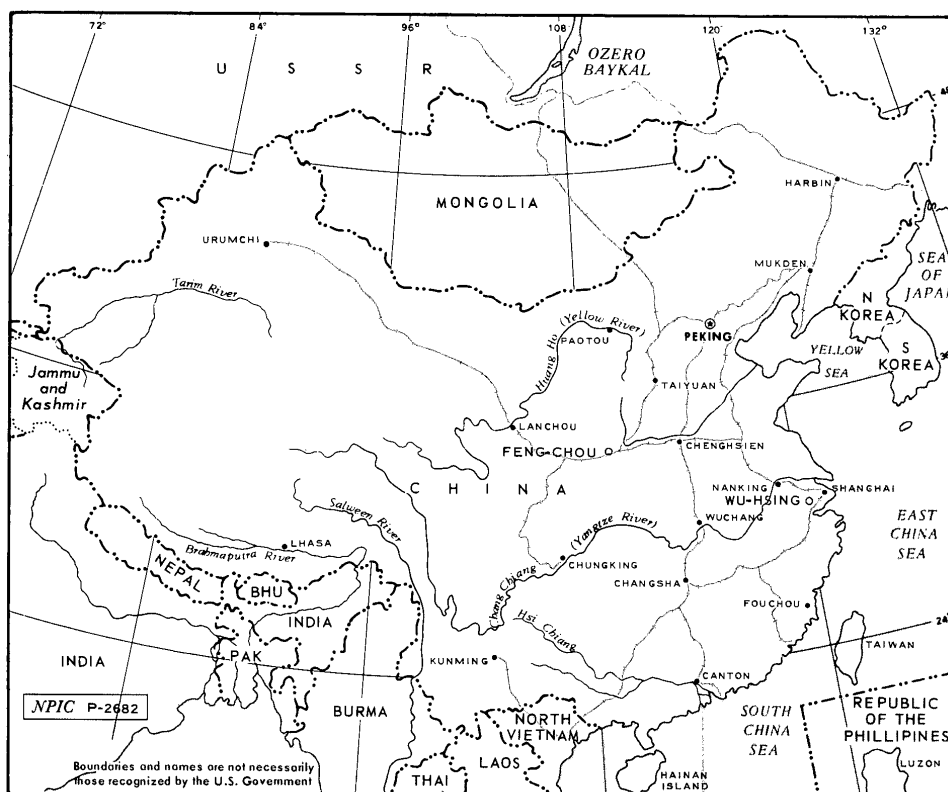 72°
84°
96°
108°
120°
132°
U S S R
OZERO
BAYKAL
MONGOLIA
HARBIN
URUMCHI
MUKDEN
SEA
OF
JAPAN
Tarim River
N
KOREA
Huang Ho
(Yellow River)
PAOTOU
PEKING
YELLOW
SEA
S
KOREA
Jammu
and
Kashmir
TAIYUAN
LANCHOU
FENG-CHOU
CHENGHSIEN
C H I N A
NANKING
SHANGHAI
WU-HSING
Salween River
WUCHANG
(Yangtze River)
EAST
CHINA
SEA
LHASA
Brahmaputra River
NEPAL
BHU
CHUNGKING
CHANGSHA
FOUCHOU
Hsi Chiang
24°
INDIA
INDIA
PAK
KUNMING
TAIWAN
CANTON
NPIC P-2682
BURMA
NORTH
VIETNAM
SOUTH
CHINA
SEA
REPUBLIC
OF THE
PHILLIPINES
LAOS
THAI
HAINAN
ISLAND
LUZON
Boundaries and names are not necessarily
those recognized by the U.S. Government